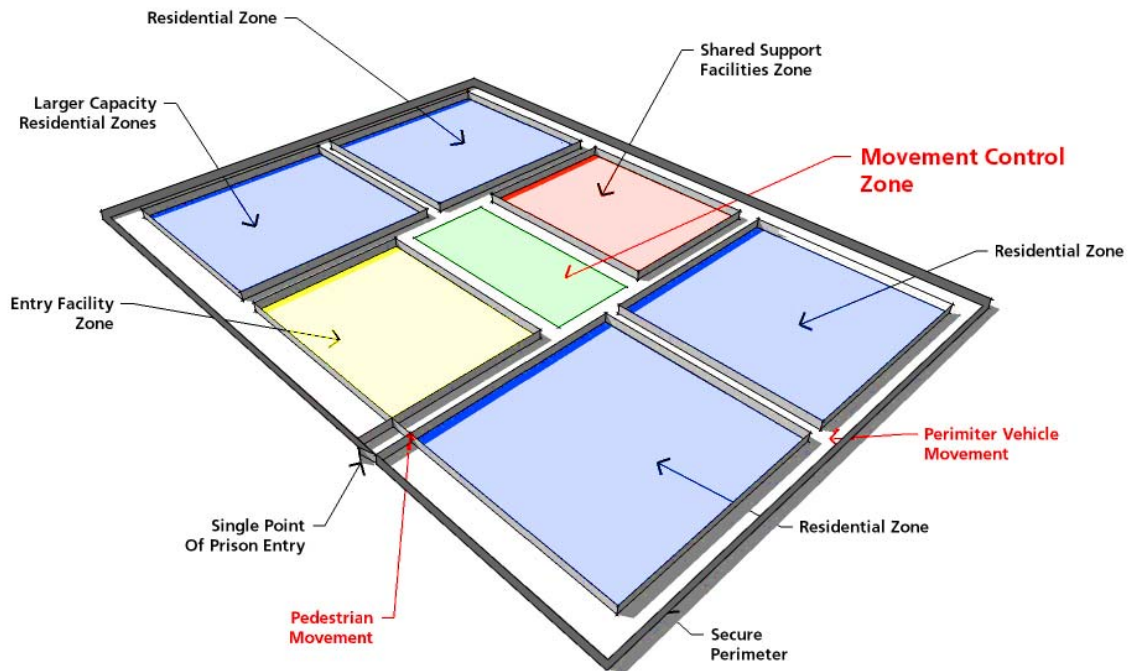 Residential Zone
Shared Support
Facilities Zone
Larger Capacity
Residential Zones
Movement Control
Zone
Residential Zone
Entry Facility
Zone
Perimiter Vehicle
Movement
Single Point
Of Prison Entry
Residential Zone
Pedestrian
Movement
Secure
Perimeter